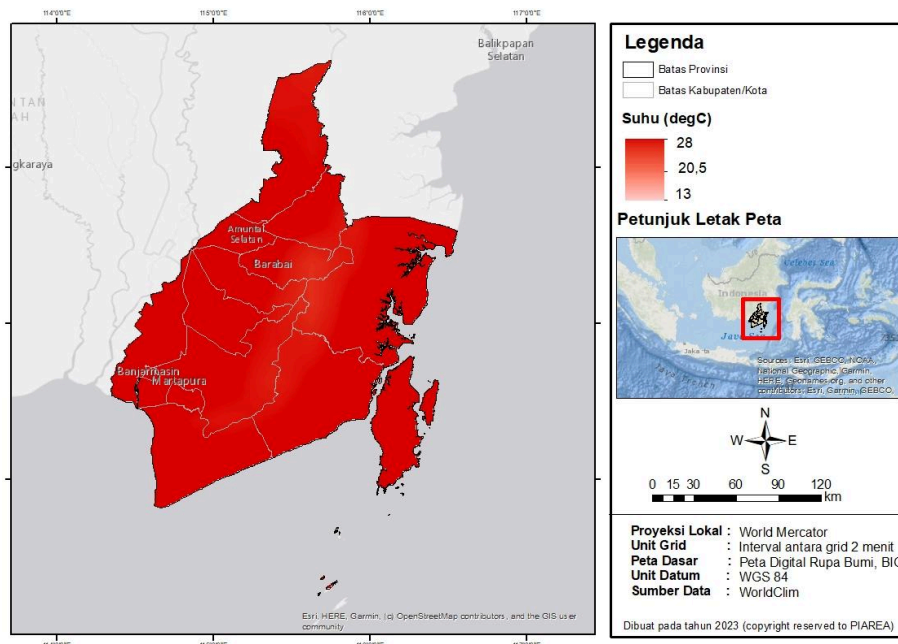 114°0'0"E 115°0'0"E 116°0'0"E 117°0'0"E
Balikpapan
Selatan
NTAN
AH
gkaraya
Amuntai
Selatan
Barabai
Banjarmasin
Martapura
Esri, HERE, Garmin, (c) OpenStreetMap contributors, and the GIS user
community
Legenda
Batas Provinsi
Batas Kabupaten/Kota
Suhu (degC)
28
20,5
13
Petunjuk Letak Peta
Celebes Sea
Indonesia
Java Sea
Jakarta
Java Trench
Sources: Esri, GEBCO, NOAA,
National Geographic, Garmin,
HERE, Geonames.org, and other
contributors, Esri, Garmin, GEBCO,
N
W E
S
0 15 30 60 90 120
km
Proyeksi Lokal : World Mercator
Unit Grid : Interval antara grid 2 menit
Peta Dasar : Peta Digital Rupa Bumi, BIG
Unit Datum : WGS 84
Sumber Data : WorldClim
Dibuat pada tahun 2023 (copyright reserved to PIAREA)